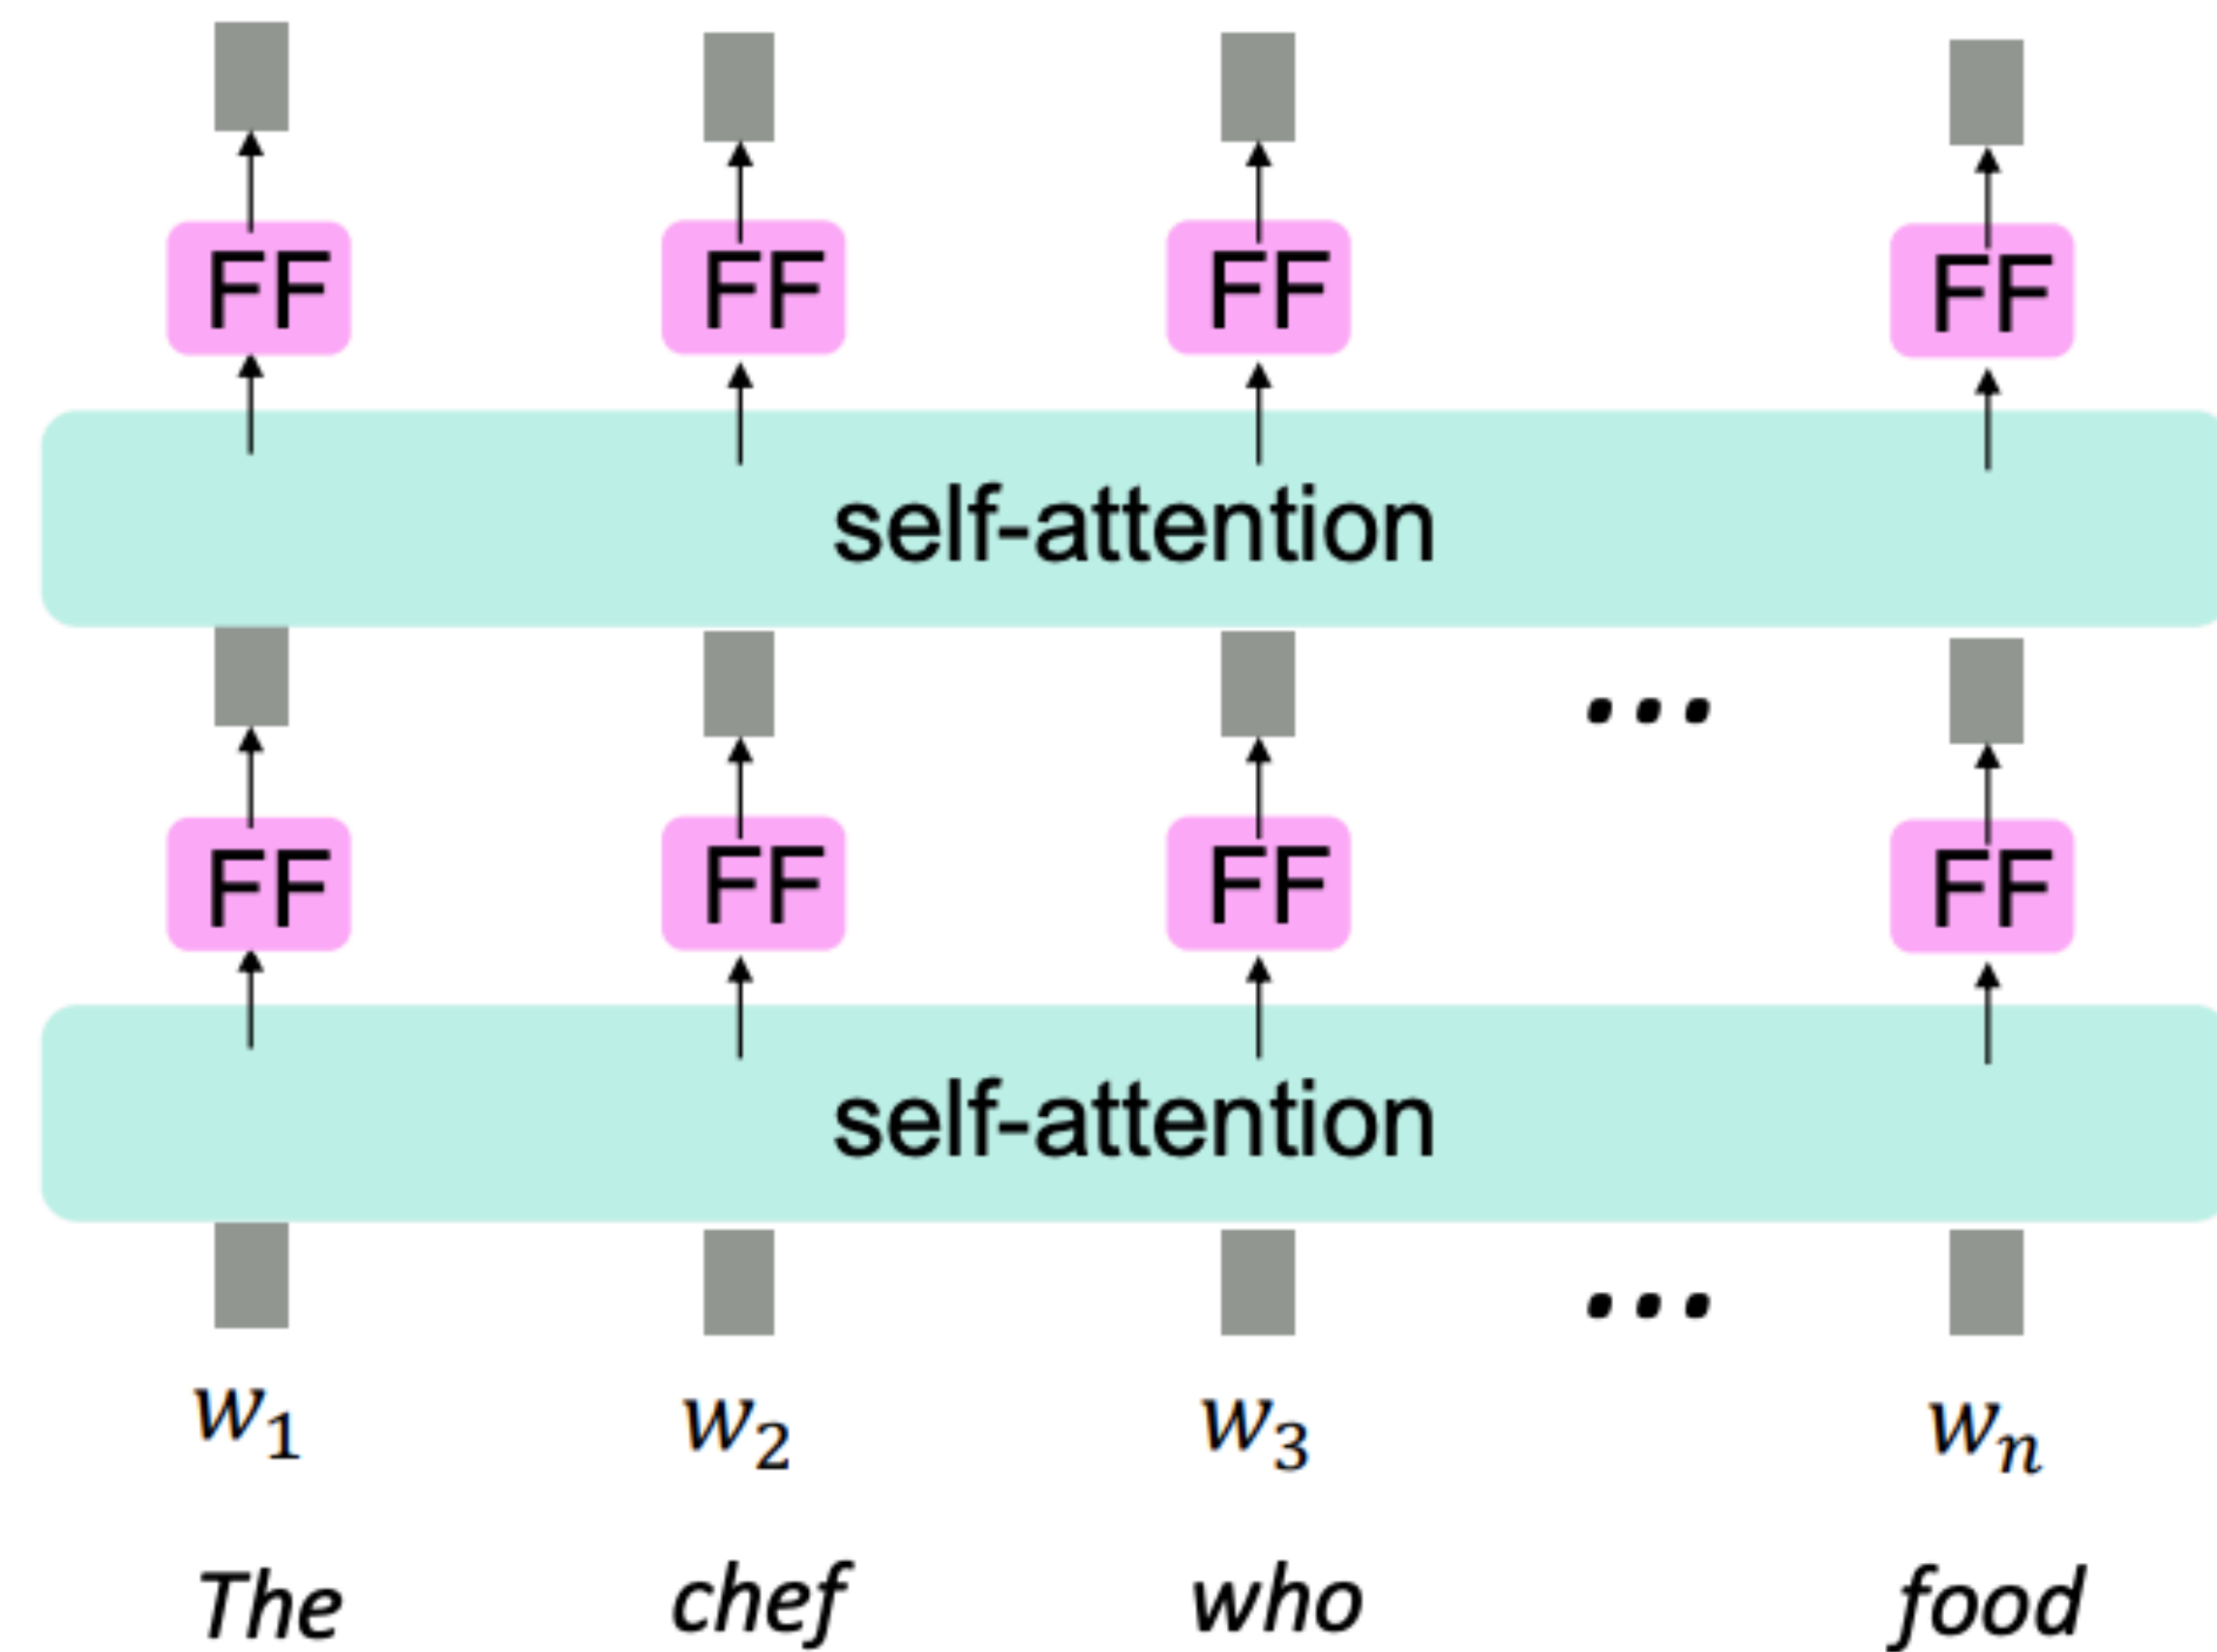 FF FF FF FF
self-attention
...
FF FF FF FF
self-attention
...
w₁ w₂ w₃ wₙ
The chef who food